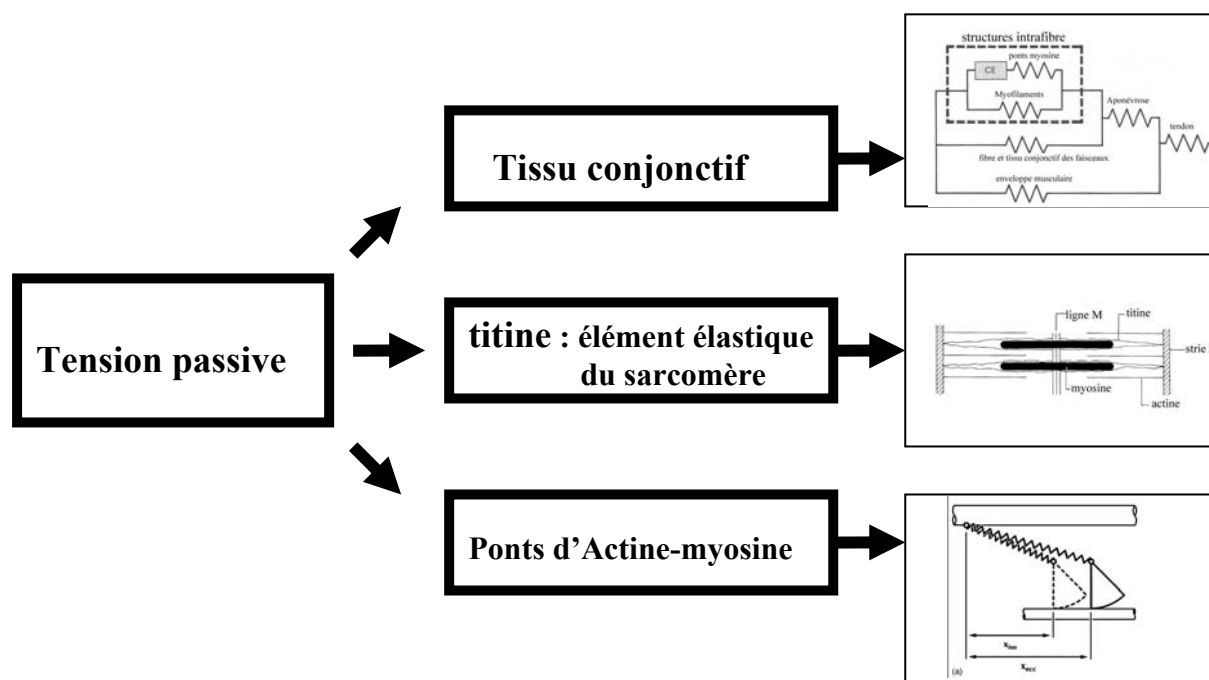 structures intrafibre
ponts myosine
CE
Myofilaments
Aponévrose
tendon
fibre et tissu conjonctif des faisceaux
enveloppe musculaire
Tissu conjonctif
Tension passive
titine : élément élastique
du sarcomère
ligne M
titine
strie
myosine
actine
Ponts d'Actine-myosine
(a)